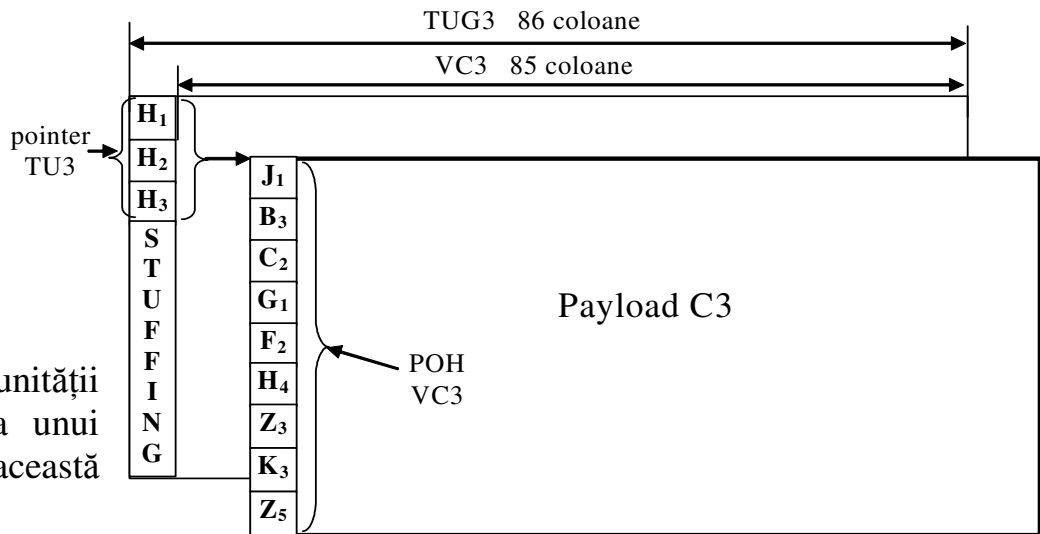 TUG3 86 coloane
VC3 85 coloane
pointer
TU3
H₁
H₂
H₃
S
T
U
F
F
I
N
G
J₁
B₃
C₂
G₁
F₂
H₄
Z₃
K₃
Z₅
Payload C3
POH
VC3
unității
a unui
această